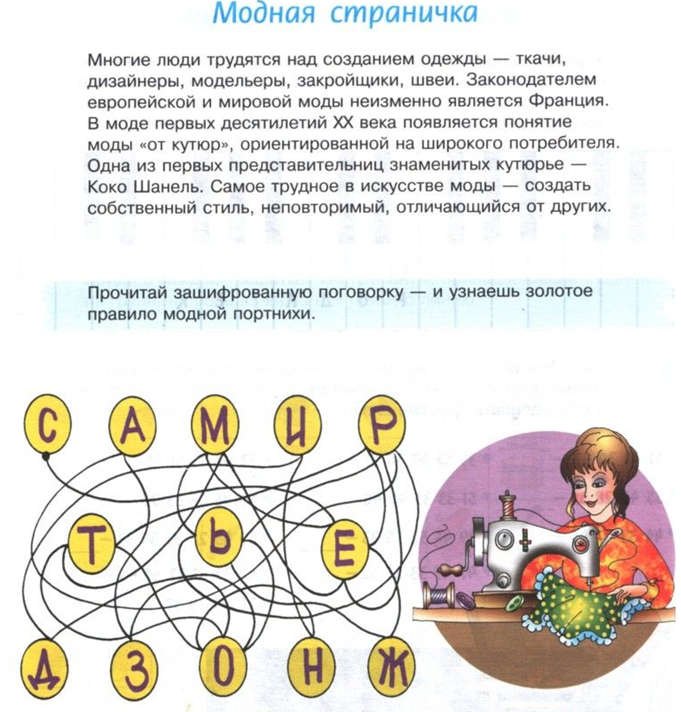 Модная страничка
Многие люди трудятся над созданием одежды — ткачи,
дизайнеры, модельеры, закройщики, швеи. Законодателем
европейской и мировой моды неизменно является Франция.
В моде первых десятилетий XX века появляется понятие
моды «от кутюр», ориентированной на широкого потребителя.
Одна из первых представительниц знаменитых кутюрье —
Коко Шанель. Самое трудное в искусстве моды — создать
собственный стиль, неповторимый, отличающийся от других.
Прочитай зашифрованную поговорку — и узнаешь золотое
правило модной портнихи.
С А М И Р
Т Ь Е
Д З О Н Ж